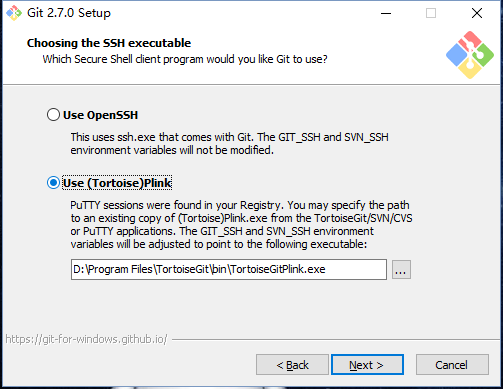 Git 2.7.0 Setup
Choosing the SSH executable
Which Secure Shell client program would you like Git to use?
Use OpenSSH
This uses ssh.exe that comes with Git. The GIT_SSH and SVN_SSH
environment variables will not be modified.
Use (Tortoise)Plink
PuTTY sessions were found in your Registry. You may specify the path
to an existing copy of (Tortoise)Plink.exe from the TortoiseGit/SVN/CVS
or PuTTY applications. The GIT_SSH and SVN_SSH environment
variables will be adjusted to point to the following executable:
D:\Program Files\TortoiseGit\bin\TortoiseGitPlink.exe
...
https://git-for-windows.github.io/
< Back
Next >
Cancel